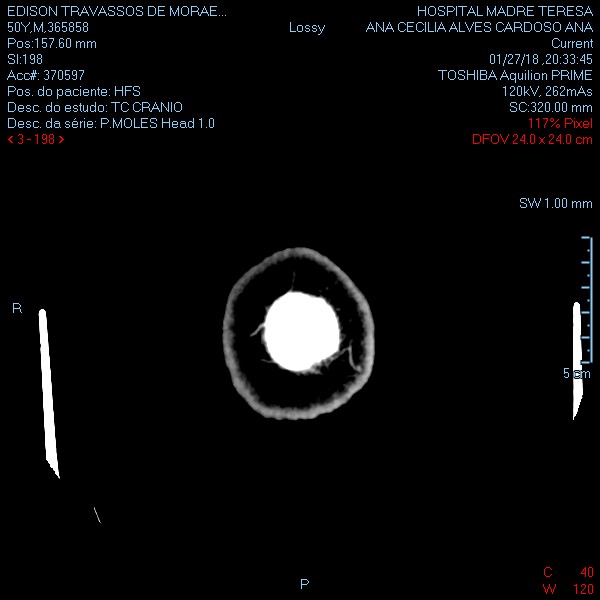 EDISON TRAVASSOS DE MORAE...
50Y,M,365858
Pos:157.60 mm
SI:198
Acc#: 370597
Pos. do paciente: HFS
Desc. do estudo: TC CRANIO
Desc. da série: P.MOLES Head 1.0
< 3 - 198 >
Lossy
HOSPITAL MADRE TERESA
ANA CECILIA ALVES CARDOSO ANA
Current
01/27/18 ,20:33:45
TOSHIBA Aquilion PRIME
120kV, 262mAs
SC:320.00 mm
117% Pixel
DFOV 24.0 x 24.0 cm
SW 1.00 mm
R
5 cm
P
C 40
W 120